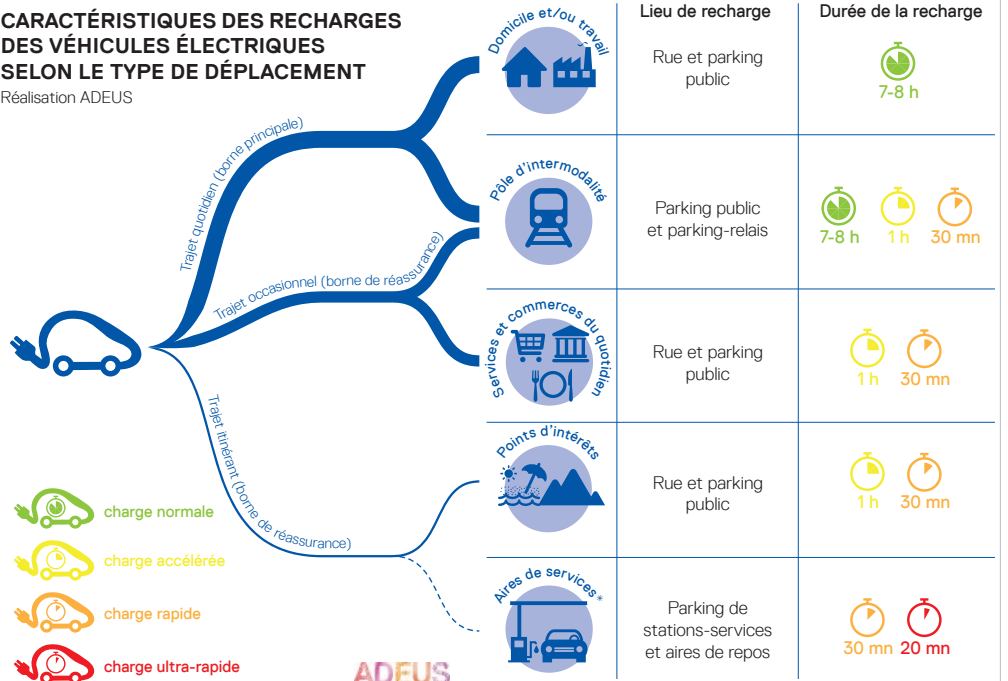 CARACTÉRISTIQUES DES RECHARGES
DES VÉHICULES ÉLECTRIQUES
SELON LE TYPE DE DÉPLACEMENT
Réalisation ADEUS
Lieu de recharge
Durée de la recharge
Trajet quotidien (borne principale)
Trajet occasionnel (borne de réassurance)
Trajet itinérant (borne de réassurance)
Domicile et/ou travail
Rue et parking
public
7-8 h
Pôle d'intermodalité
Parking public
et parking-relais
7-8 h
1 h
30 mn
Services et commerces du quotidien
Rue et parking
public
1 h
30 mn
Points d'intérêts
Rue et parking
public
1 h
30 mn
Aires de services*
Parking de
stations-services
et aires de repos
30 mn
20 mn
charge normale
charge accélérée
charge rapide
charge ultra-rapide
ADEUS